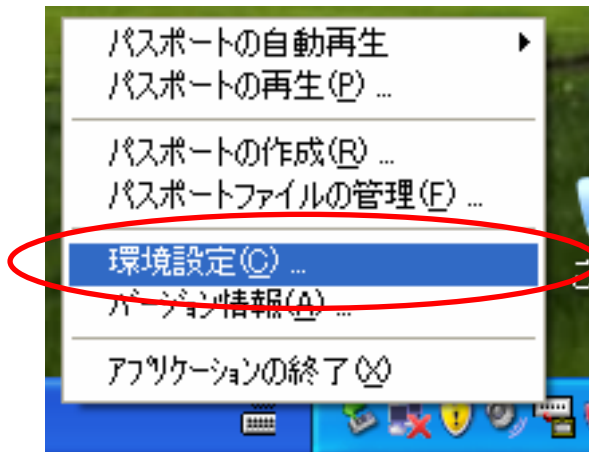 パスポートの自動再生
パスポートの再生(P) ...
パスポートの作成(R) ...
パスポートファイルの管理(F) ...
環境設定(C) ...
バージョン情報(A) ...
アプリケーションの終了(X)